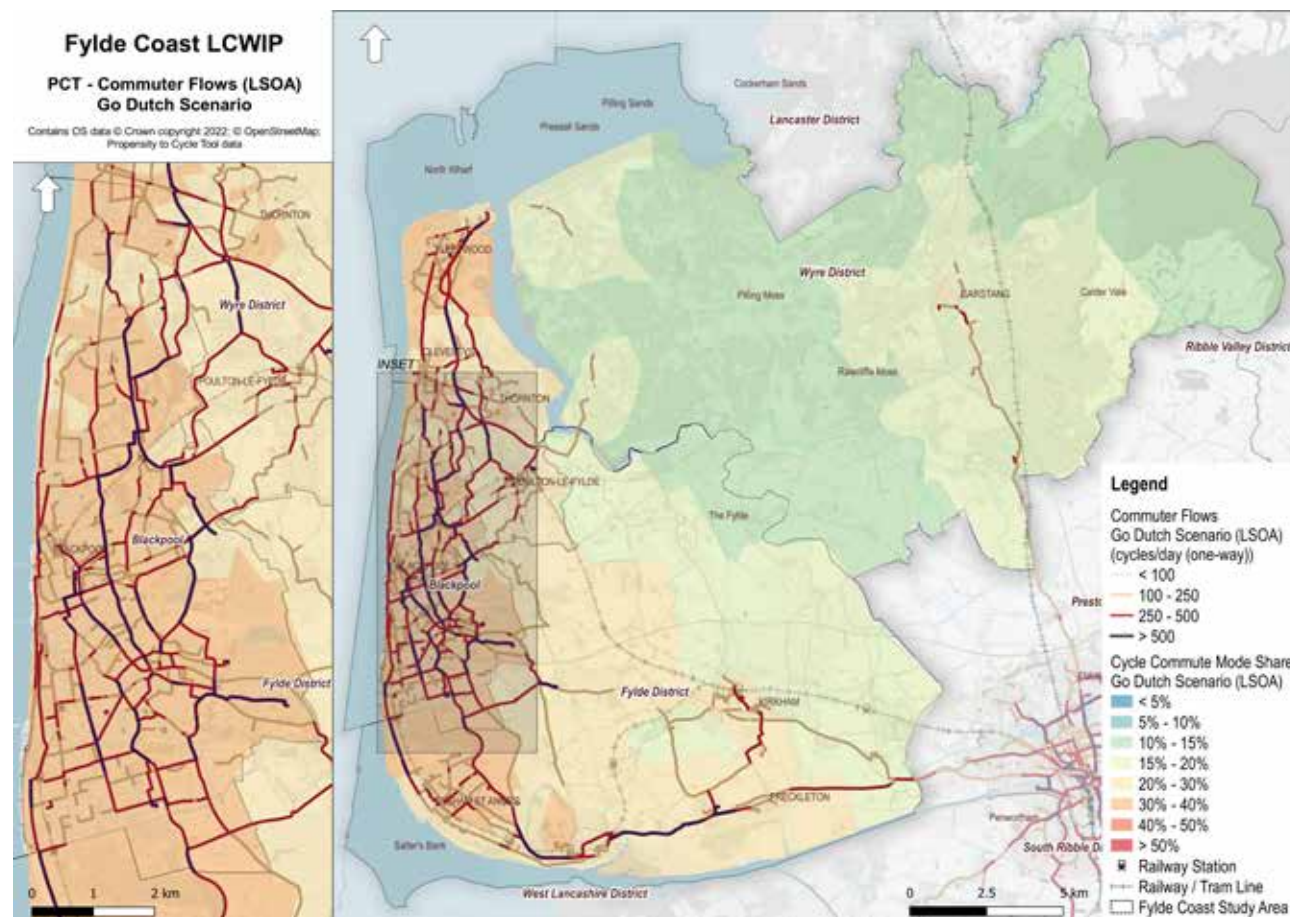 Fylde Coast LCWIP
PCT - Commuter Flows (LSOA)
Go Dutch Scenario
Contains OS data © Crown copyright 2022; © OpenStreetMap;
Propensity to Cycle Tool data
THORNTON
Wyre District
POULTON-LE-FYLDE
Blackpool
Fylde District
0 1 2 km
Cockerham Sands
Pilling Sands
Preesall Sands
Lancaster District
North Wharf
Wyre District
Pilling Moss
GARSTANG
Calder Vale
Ribble Valley District
CLEVELEYS
INSET
Ratcliffe Moss
THORNTON
POULTON-LE-FYLDE
The Fylde
Blackpool
Fylde District
KIRKHAM
FRECKLETON
Salter's Bank
West Lancashire District
Penwortham
South Ribble
0 2.5 5 km
Legend
Commuter Flows
Go Dutch Scenario (LSOA)
(cycles/day (one-way))
< 100
100 - 250
250 - 500
> 500
Cycle Commute Mode Share
Go Dutch Scenario (LSOA)
< 5%
5% - 10%
10% - 15%
15% - 20%
20% - 30%
30% - 40%
40% - 50%
> 50%
Railway Station
Railway / Tram Line
Fylde Coast Study Area